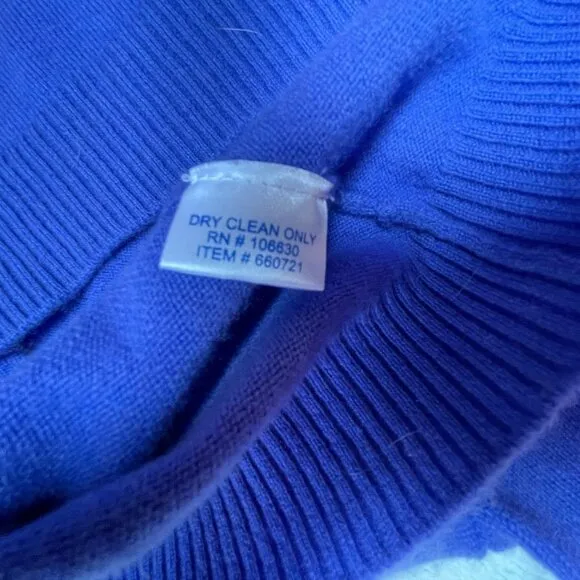 DRY CLEAN ONLY
RN # 106630
ITEM # 660721